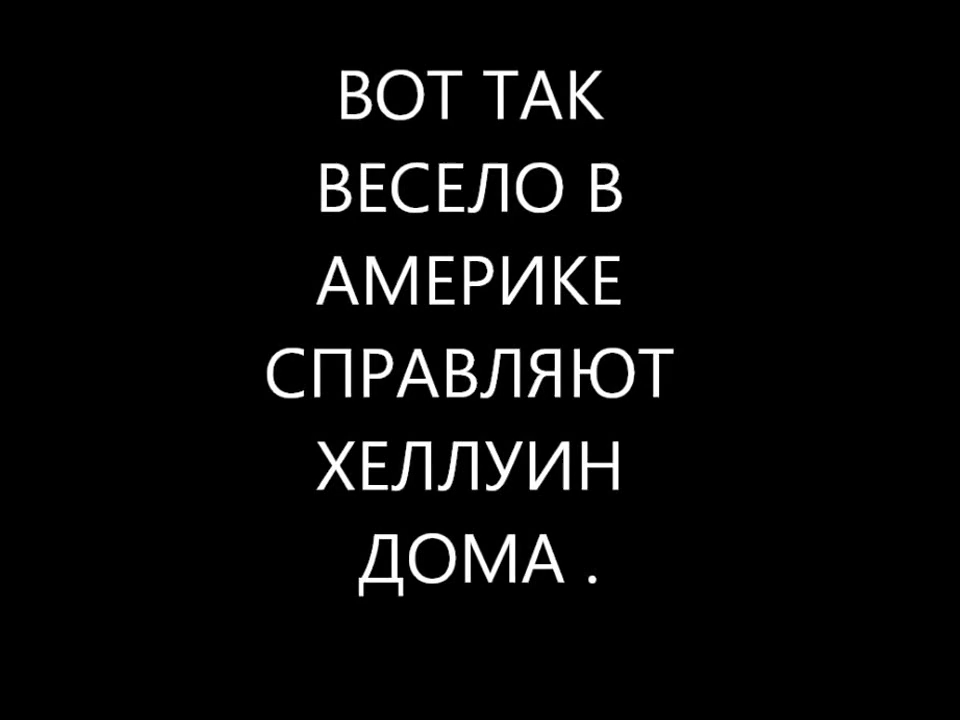 ВОТ ТАК
ВЕСЕЛО В
АМЕРИКЕ
СПРАВЛЯЮТ
ХЕЛЛУИН
ДОМА .